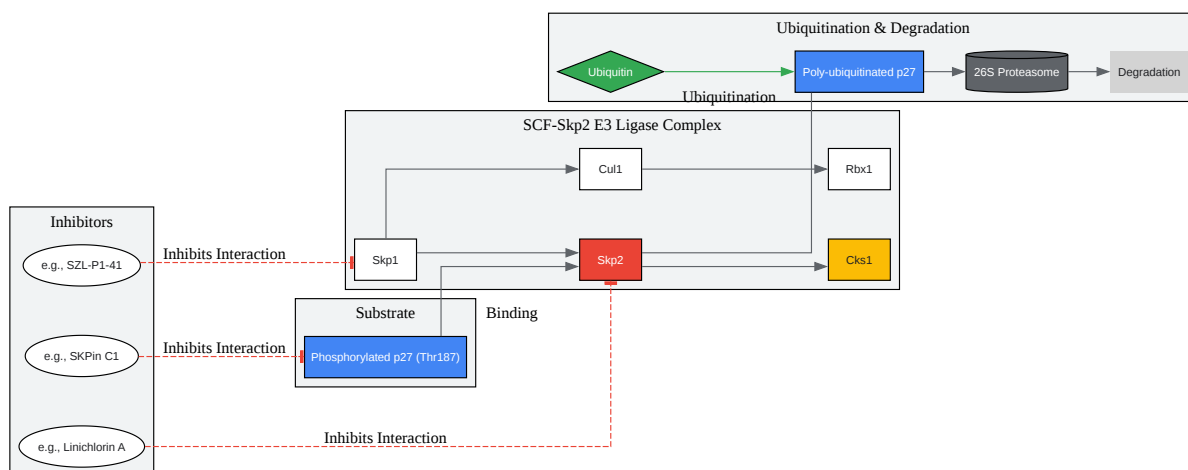 Ubiquitination & Degradation
Ubiquitin
Poly-ubiquitinated p27
26S Proteasome
Degradation
Ubiquitination
SCF-Skp2 E3 Ligase Complex
Cul1
Rbx1
Inhibitors
e.g., SZL-P1-41
Inhibits Interaction
Skp1
Skp2
Cks1
Substrate
Binding
e.g., SKPin C1
Inhibits Interaction
Phosphorylated p27 (Thr187)
e.g., Linichlorin A
Inhibits Interaction